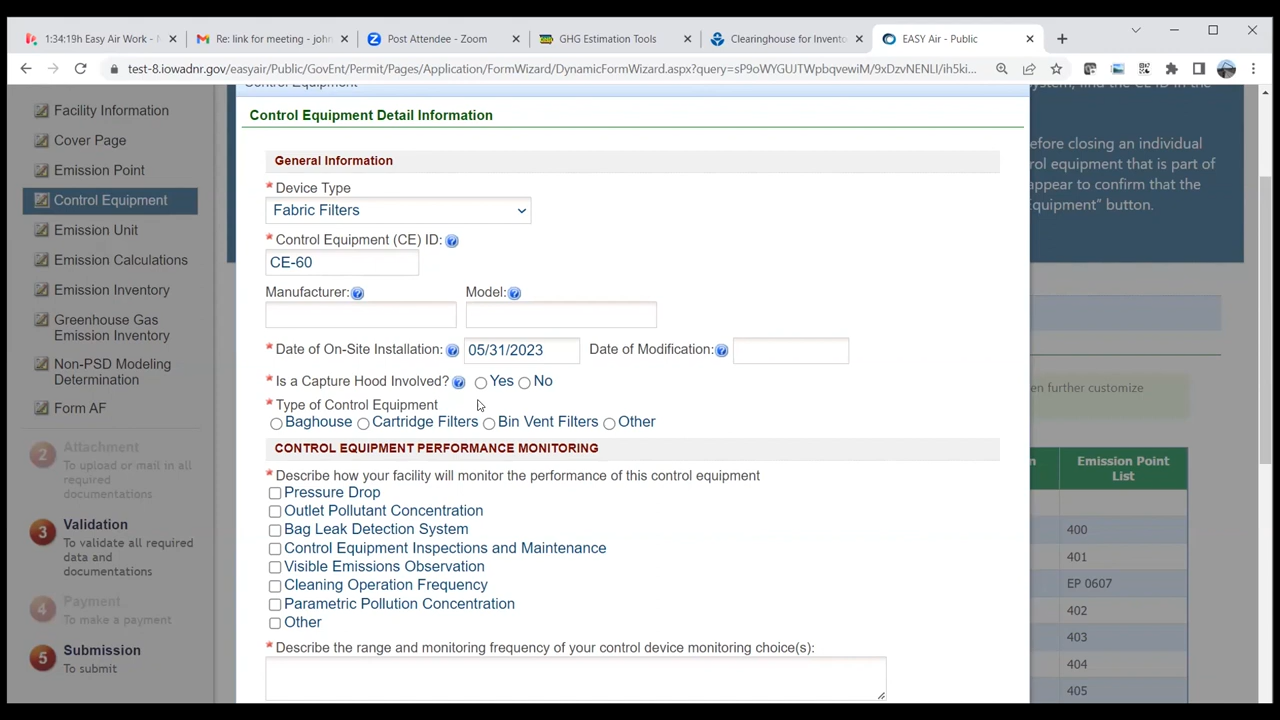 1:34:19h Easy Air Work - 
Re: link for meeting - john
Post Attendee - Zoom
GHG Estimation Tools
Clearinghouse for Invento
EASY Air - Public
test-8.iowadnr.gov/easyair/Public/GovEnt/Permit/Pages/Application/FormWizard/DynamicFormWizard.aspx?query=sP9oWYGUJTWpbqvewiM/9xDzvNENLI/ih5ki...
Facility Information
Cover Page
Emission Point
Control Equipment
Emission Unit
Emission Calculations
Emission Inventory
Greenhouse Gas
Emission Inventory
Non-PSD Modeling
Determination
Form AF
2
Attachment
To upload or mail in all
required
documentations
3
Validation
To validate all required
data and
documentations
4
Payment
To make a payment
5
Submission
To submit
Control Equipment Detail Information
General Information
* Device Type
Fabric Filters
* Control Equipment (CE) ID:
CE-60
Manufacturer: Model:
* Date of On-Site Installation: 05/31/2023 Date of Modification:
* Is a Capture Hood Involved? Yes No
* Type of Control Equipment
Baghouse Cartridge Filters Bin Vent Filters Other
CONTROL EQUIPMENT PERFORMANCE MONITORING
* Describe how your facility will monitor the performance of this control equipment
Pressure Drop
Outlet Pollutant Concentration
Bag Leak Detection System
Control Equipment Inspections and Maintenance
Visible Emissions Observation
Cleaning Operation Frequency
Parametric Pollution Concentration
Other
* Describe the range and monitoring frequency of your control device monitoring choice(s):
efore closing an individual
rol equipment that is part of
appear to confirm that the
quipment" button.
en further customize
n
Emission Point
List
400
401
EP 0607
402
403
404
405